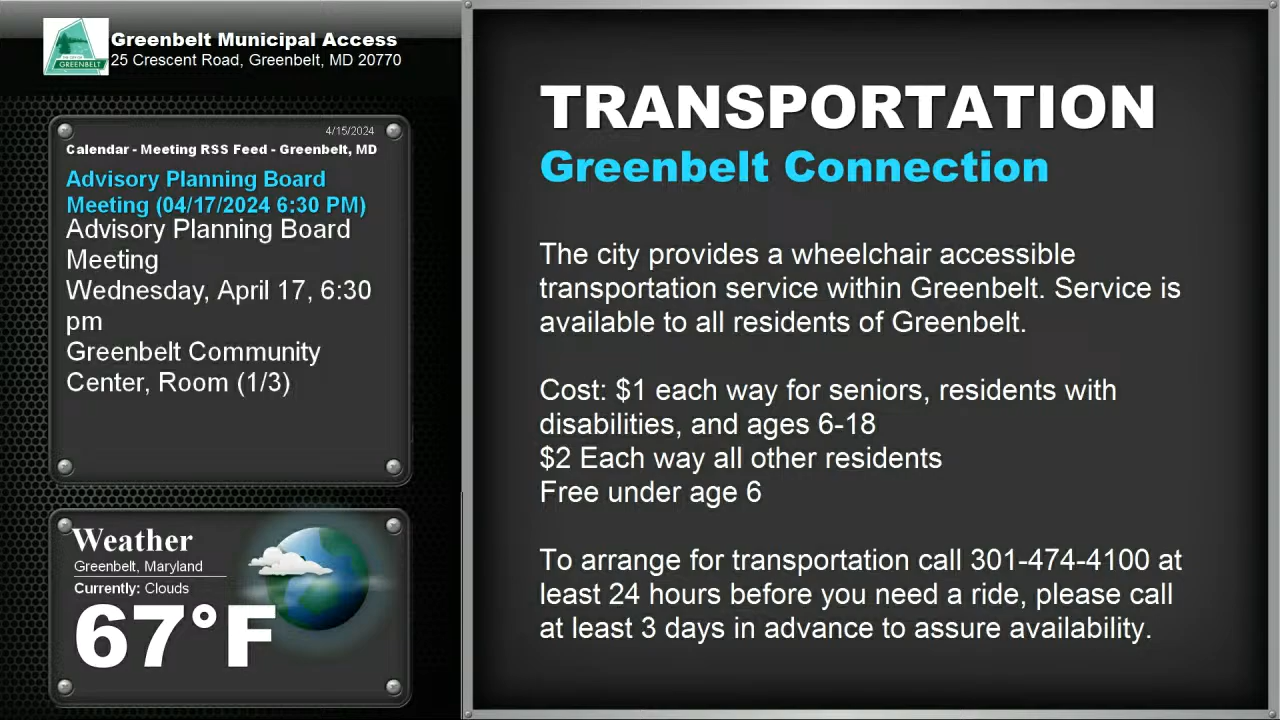 Greenbelt Municipal Access
25 Crescent Road, Greenbelt, MD 20770
GREENBELT
4/15/2024
Calendar - Meeting RSS Feed - Greenbelt, MD
Advisory Planning Board
Meeting (04/17/2024 6:30 PM)
Advisory Planning Board
Meeting
Wednesday, April 17, 6:30
pm
Greenbelt Community
Center, Room (1/3)
Weather
Greenbelt, Maryland
Currently: Clouds
67°F
TRANSPORTATION
Greenbelt Connection
The city provides a wheelchair accessible
transportation service within Greenbelt. Service is
available to all residents of Greenbelt.
Cost: $1 each way for seniors, residents with
disabilities, and ages 6-18
$2 Each way all other residents
Free under age 6
To arrange for transportation call 301-474-4100 at
least 24 hours before you need a ride, please call
at least 3 days in advance to assure availability.